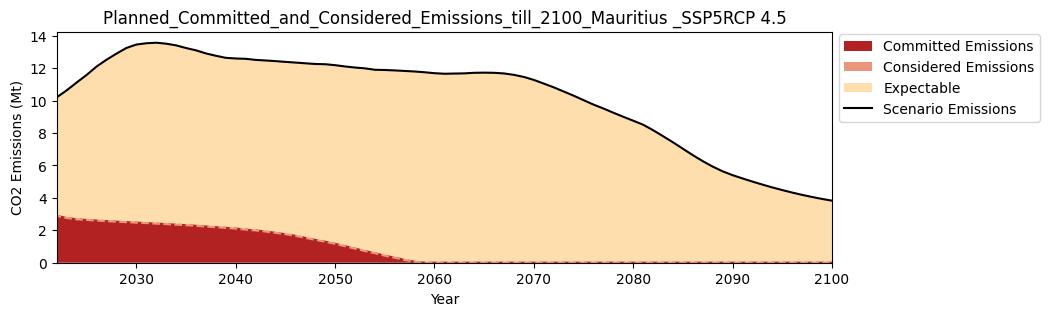 Planned_Committed_and_Considered_Emissions_till_2100_Mauritius _SSP5RCP 4.5
14
12
10
8
6
4
2
0
CO2 Emissions (Mt)
2030
2040
2050
2060
2070
2080
2090
2100
Year
Committed Emissions
Considered Emissions
Expectable
Scenario Emissions